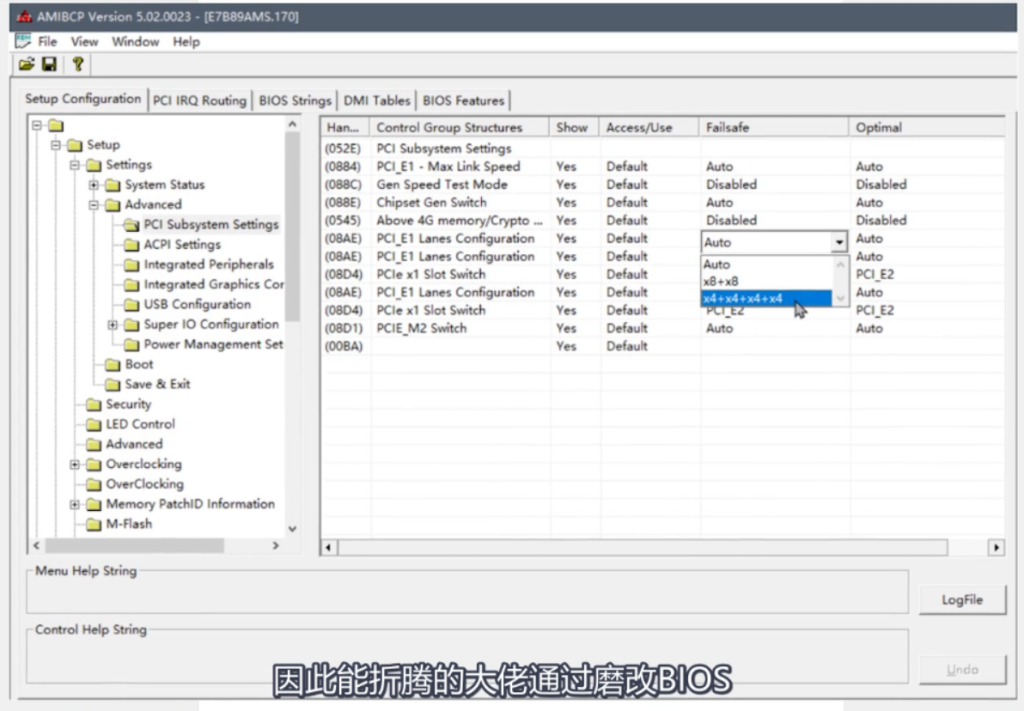 AMIBCP Version 5.02.0023 - [E7B89AMS.170]
File View Window Help
Setup Configuration PCI IRQ Routing BIOS Strings DMI Tables BIOS Features
Setup
Settings
System Status
Advanced
PCI Subsystem Settings
ACPI Settings
Integrated Peripherals
Integrated Graphics Cor
USB Configuration
Super IO Configuration
Power Management Set
Boot
Save & Exit
Security
LED Control
Advanced
Overclocking
OverClocking
Memory PatchID Information
M-Flash
Han... Control Group Structures Show Access/Use Failsafe Optimal
(052E) PCI Subsystem Settings
(0884) PCI_E1 - Max Link Speed Yes Default Auto Auto
(088C) Gen Speed Test Mode Yes Default Disabled Disabled
(088E) Chipset Gen Switch Yes Default Auto Auto
(0545) Above 4G memory/Crypto ... Yes Default Disabled Disabled
(08AE) PCI_E1 Lanes Configuration Yes Default Auto Auto
(08AE) PCI_E1 Lanes Configuration Yes Default Auto Auto
(08D4) PCIe x1 Slot Switch Yes Default x8+x8 PCI_E2
(08AE) PCI_E1 Lanes Configuration Yes Default x4+x4+x4+x4 Auto
(08D4) PCIe x1 Slot Switch Yes Default PCI_E2 PCI_E2
(08D1) PCIE_M2 Switch Yes Default Auto Auto
(00BA) Yes Default
Menu Help String
LogFile
Control Help String
Undo
因此能折腾的大佬通过磨改BIOS